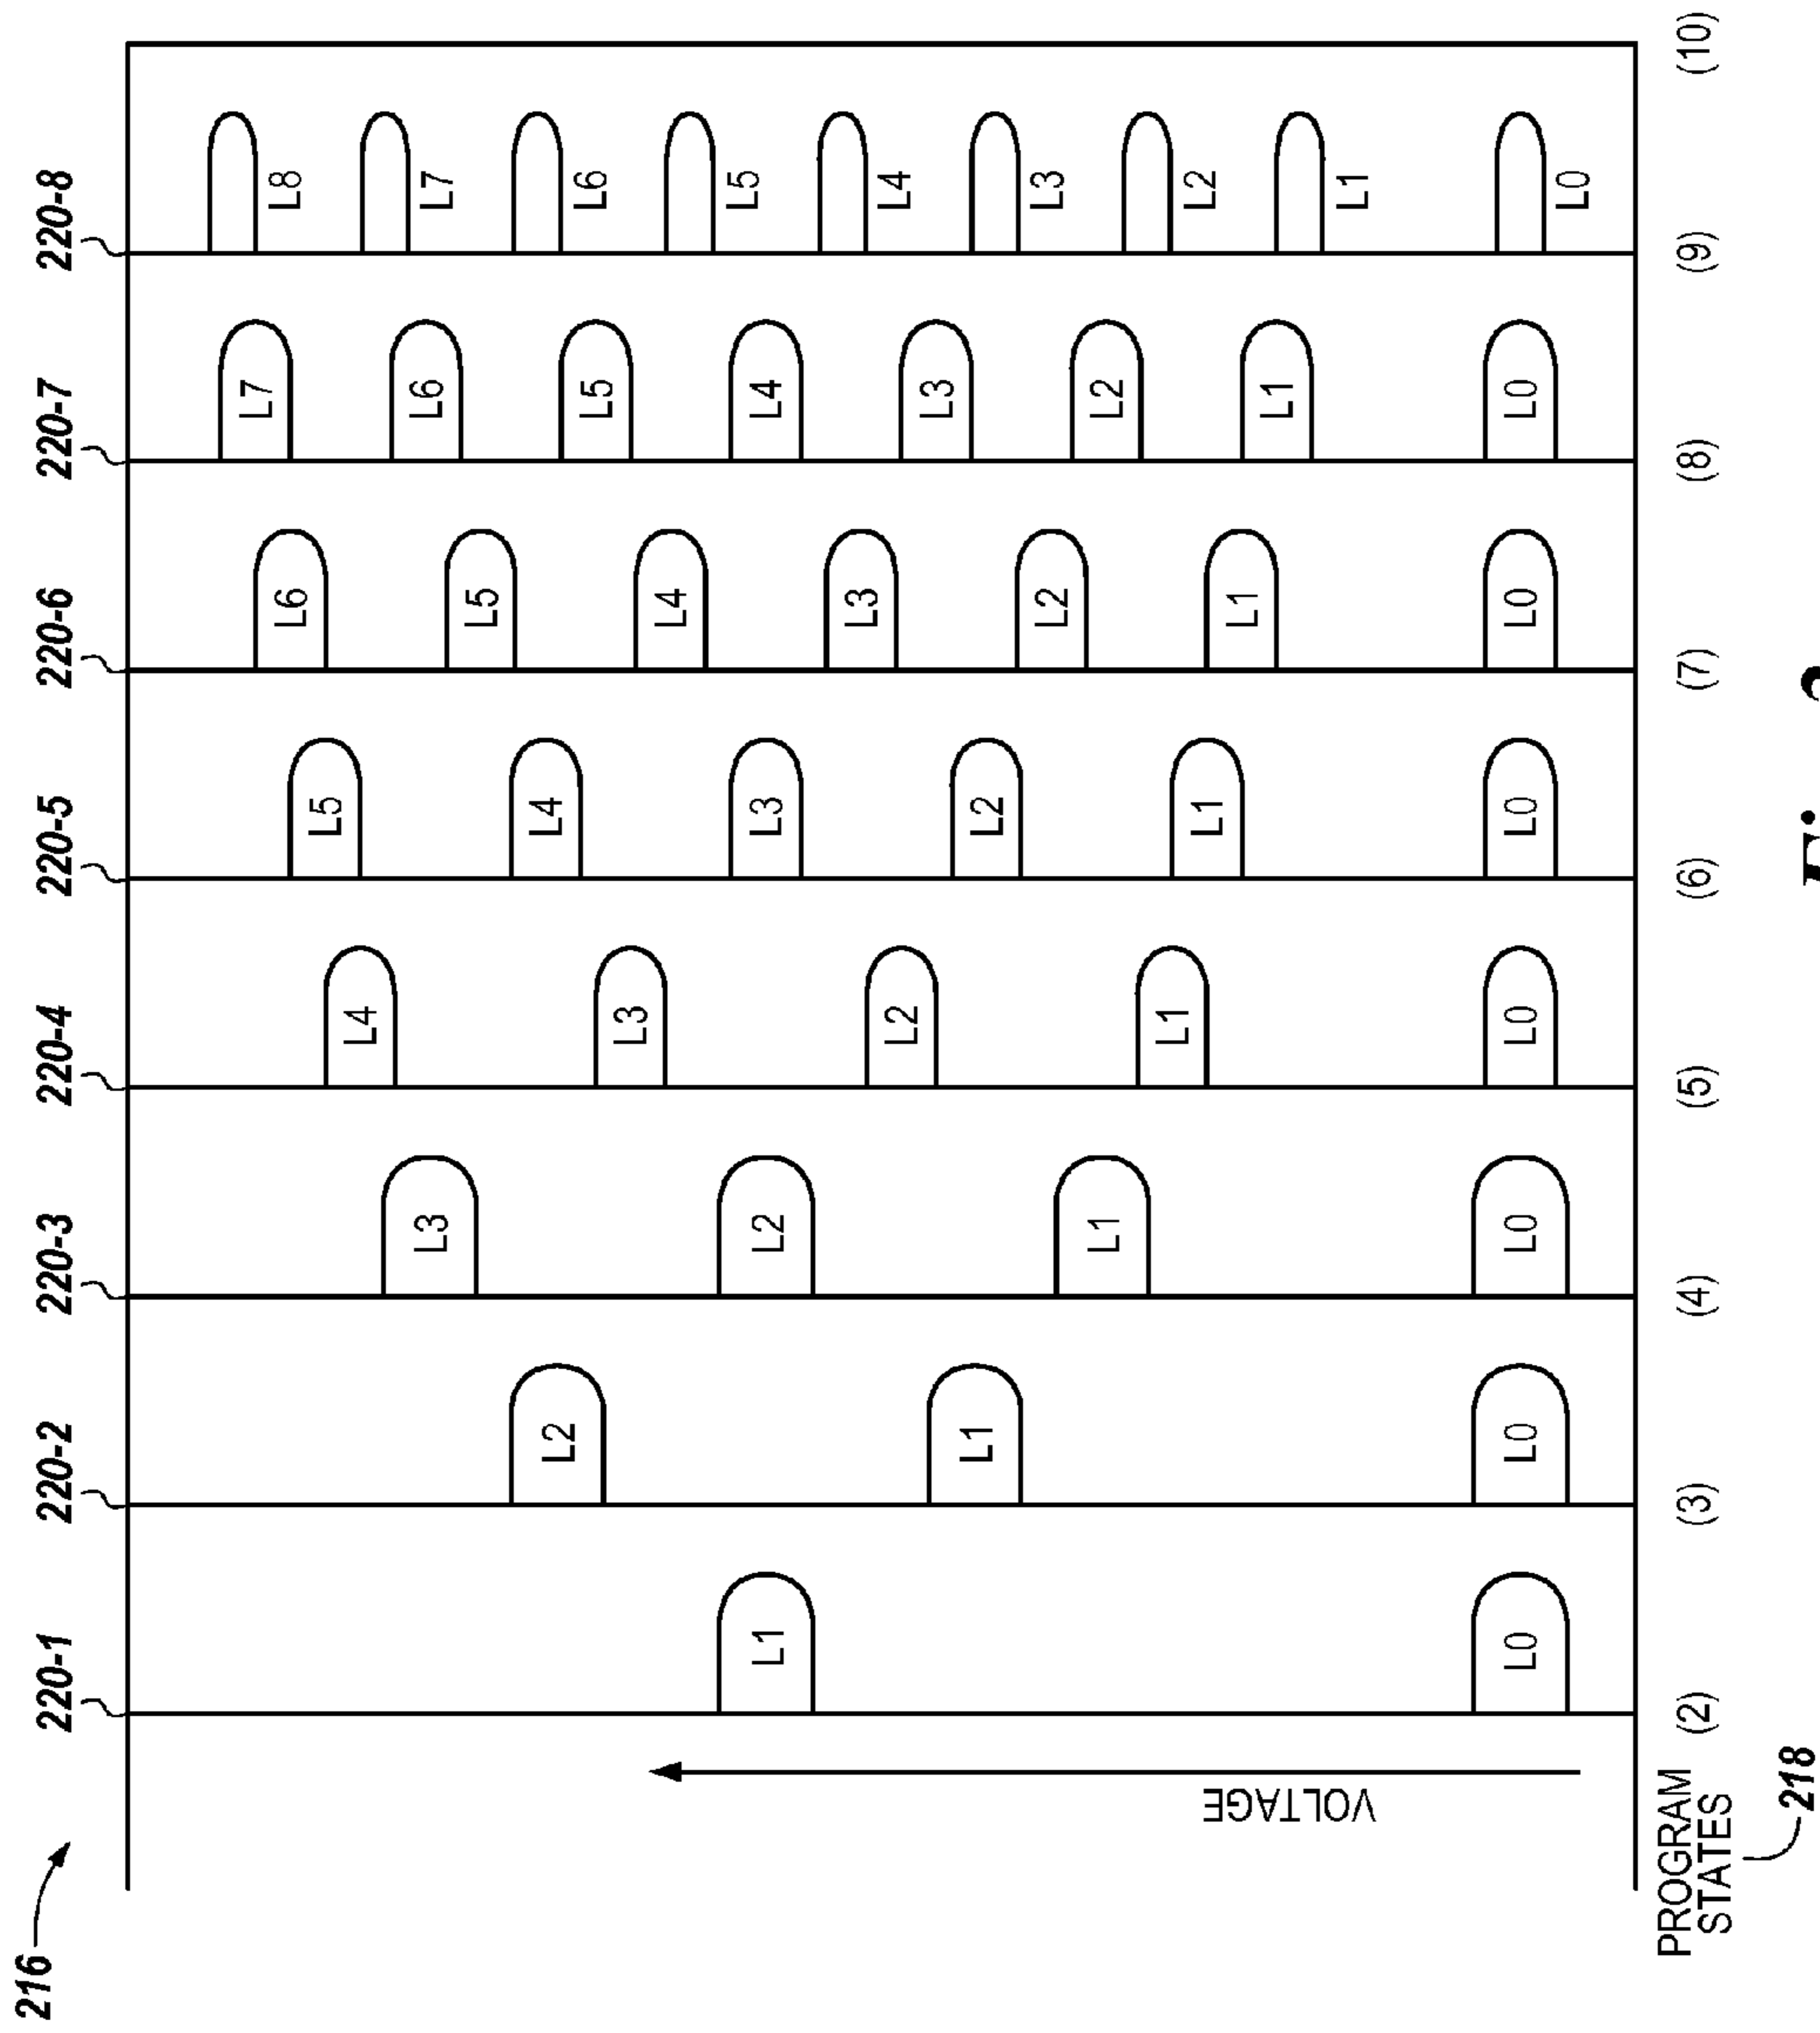 216
220-1
220-2
220-3
220-4
220-5
220-6
220-7
220-8
VOLTAGE
L1
L0
L2
L1
L0
L3
L2
L1
L0
L4
L3
L2
L1
L0
L5
L4
L3
L2
L1
L0
L6
L5
L4
L3
L2
L1
L0
L7
L6
L5
L4
L3
L2
L1
L0
L8
L7
L6
L5
L4
L3
L2
L1
L0
PROGRAM
STATES
(2)
(3)
(4)
(5)
(6)
(7)
(8)
(9)
(10)
218